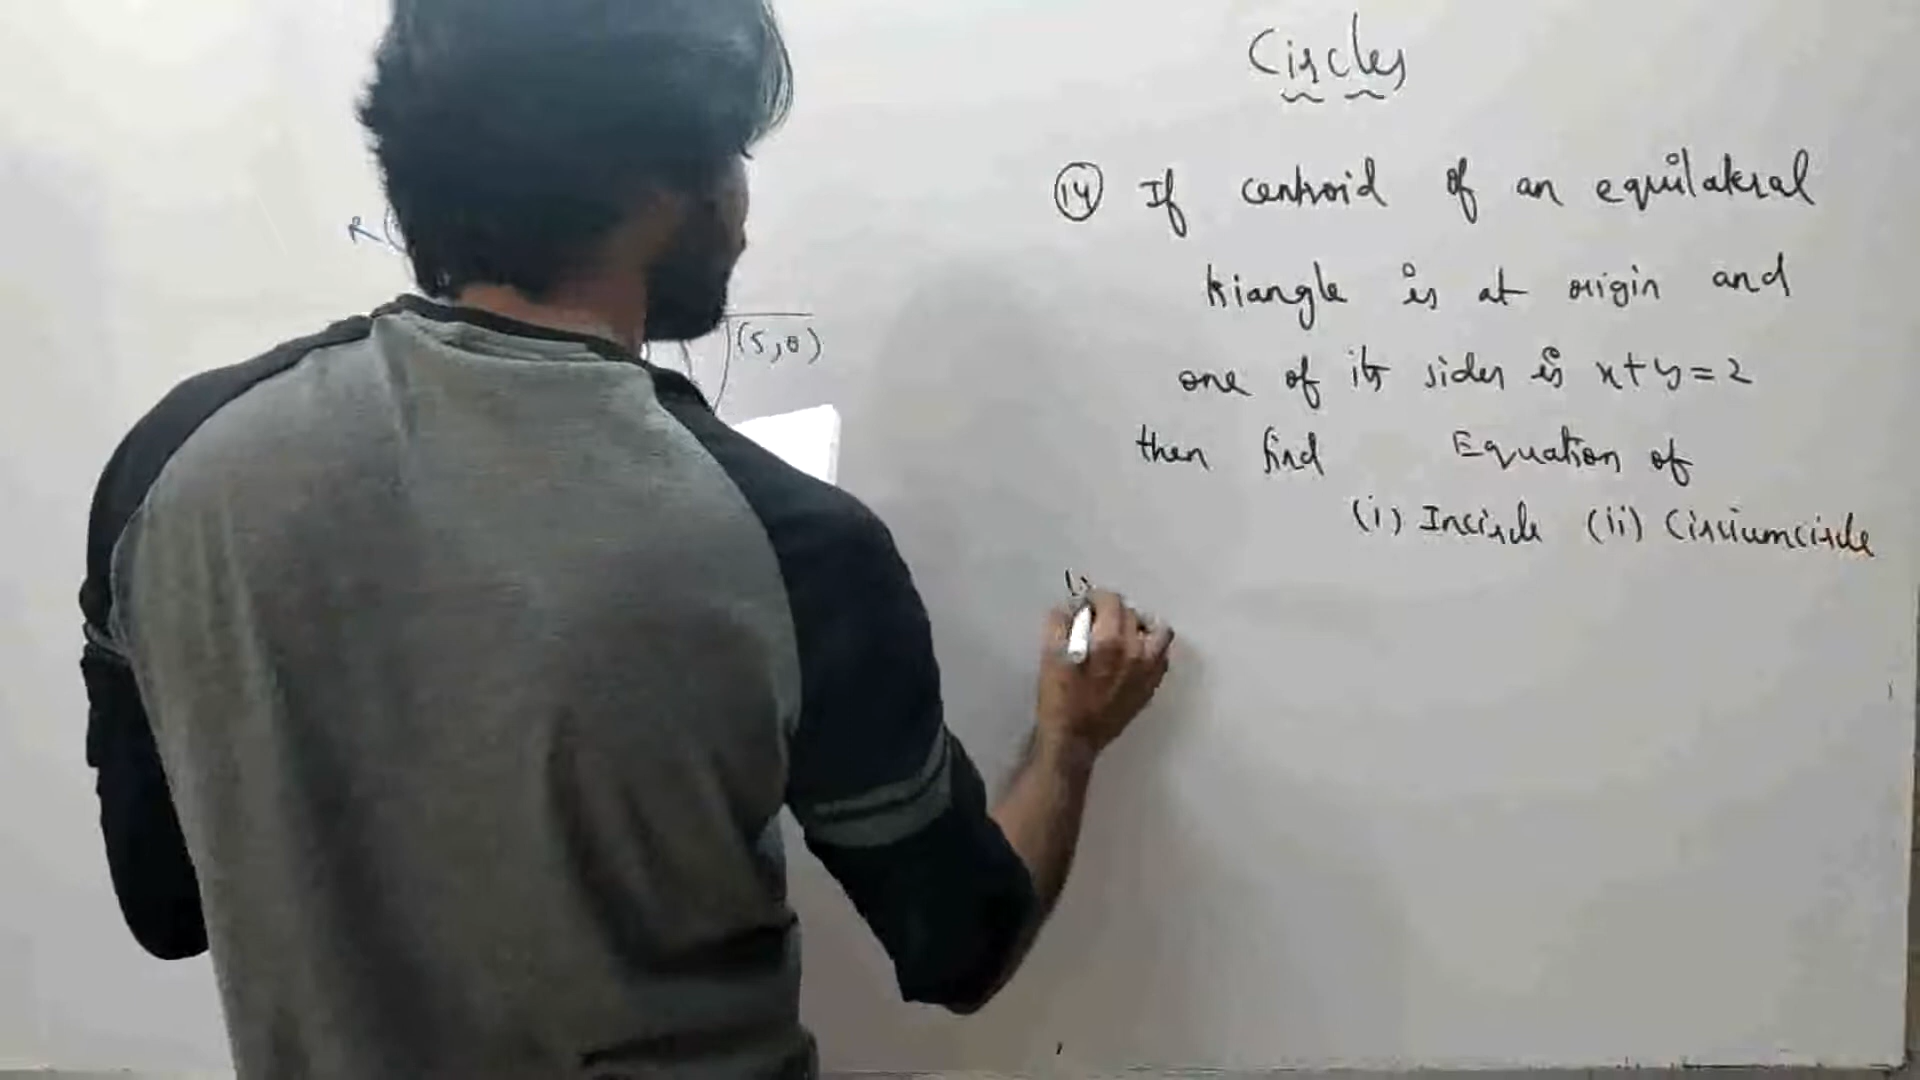 Circles
(14) If centroid of an equilateral
triangle is at origin and
one of its sides is x+y=2
then find Equation of
(i) Incircle (ii) Circiumcircle
R
(5,0)
(i